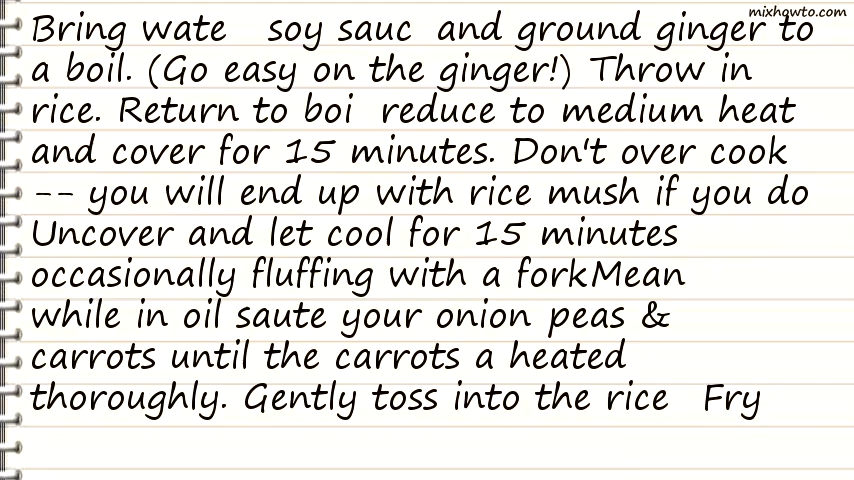 mixhowto.com
Bring wate   soy sauc  and ground ginger to
a boil. (Go easy on the ginger!) Throw in
rice. Return to boi  reduce to medium heat
and cover for 15 minutes. Don't over cook
-- you will end up with rice mush if you do
Uncover and let cool for 15 minutes
occasionally fluffing with a forkMean
while in oil saute your onion peas &
carrots until the carrots a heated
thoroughly. Gently toss into the rice   Fry